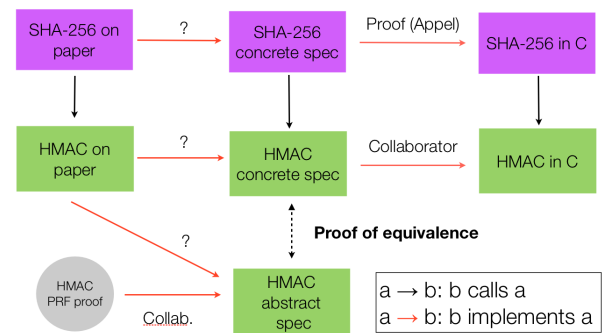 SHA-256 on
paper
?
SHA-256
concrete spec
Proof (Appel)
SHA-256 in C
HMAC on
paper
?
HMAC
concrete spec
Collaborator
HMAC in C
?
Proof of equivalence
HMAC
PRF proof
Collab.
HMAC
abstract
spec
a → b: b calls a
a → b: b implements a